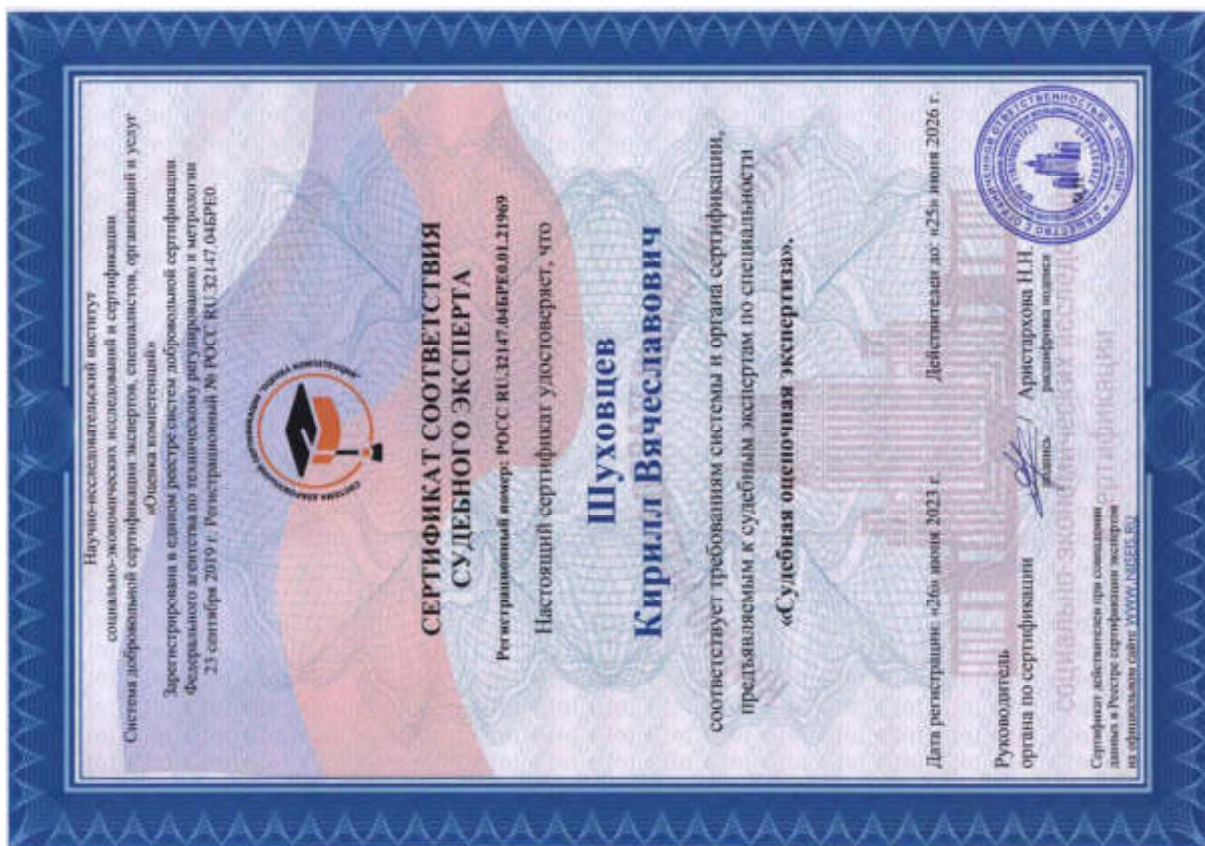 Научно-исследовательский институт
социально-экономических исследований и сертификации
Система добровольной сертификации экспертов, специалистов, организаций и услуг
«Оценка компетенций»
Зарегистрирована в едином реестре систем добровольной сертификации
Федерального агентства по техническому регулированию и метрологии
23 сентября 2019 г. Регистрационный № РОСС RU.32147.04БРЕ0
СЕРТИФИКАТ СООТВЕТСТВИЯ
СУДЕБНОГО ЭКСПЕРТА
Регистрационный номер: РОСС RU.32147.04БРЕ0.01.21969
Настоящий сертификат удостоверяет, что
Шуховцев
Кирилл Вячеславович
соответствует требованиям системы и органа сертификации,
предъявляемым к судебным экспертам по специальности
«Судебная оценочная экспертиза».
Дата регистрации: «26» июня 2023 г. Действителен до: «25» июня 2026 г.
Руководитель
органа по сертификации / Аристархова Н.Н.
подпись расшифровка подписи
Сертификат действителен при совпадении
данных в Реестре сертификации экспертов
на официальном сайте WWW.NIISEIS.RU